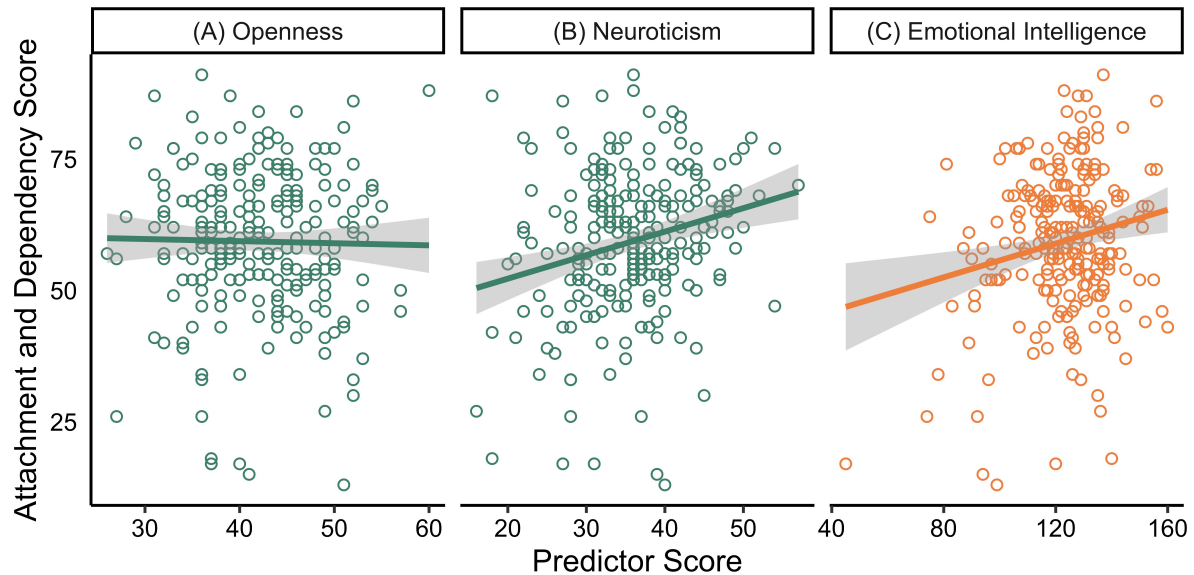 (A) Openness
(B) Neuroticism
(C) Emotional Intelligence
Attachment and Dependency Score
75
50
25
30 40 50 60
20 30 40 50
40 80 100 120 160
Predictor Score